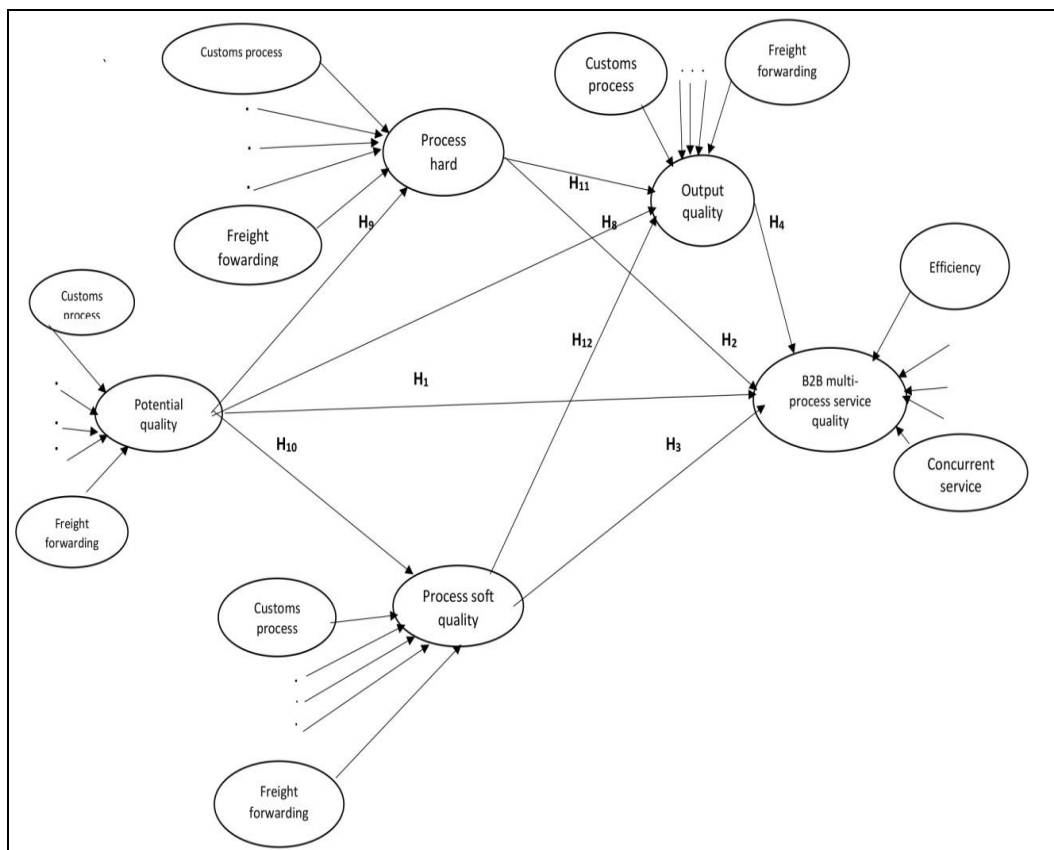 Customs process
Process
hard
Freight
fowarding
Customs
process
. . .
Freight
forwarding
Output
quality
H11
H9
H8
H4
Efficiency
Customs
process
Potential
quality
Freight
forwarding
H12
H2
H1
B2B multi-
process service
quality
H10
H3
Concurrent
service
Process soft
quality
Customs
process
Freight
forwarding